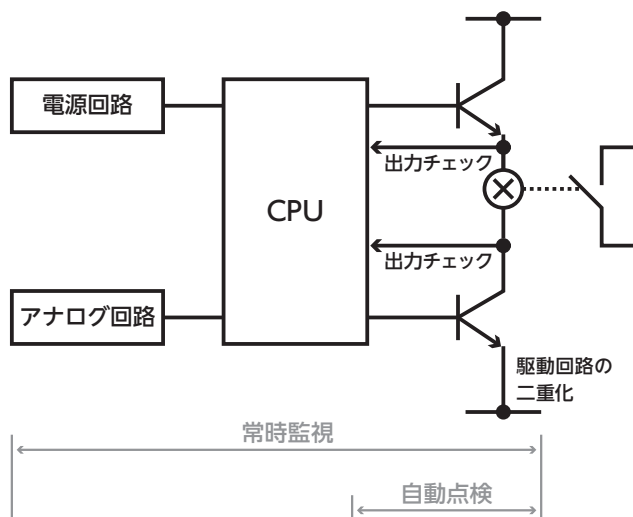 電源回路
出力チェック
CPU
出力チェック
アナログ回路
駆動回路の
二重化
常時監視
自動点検